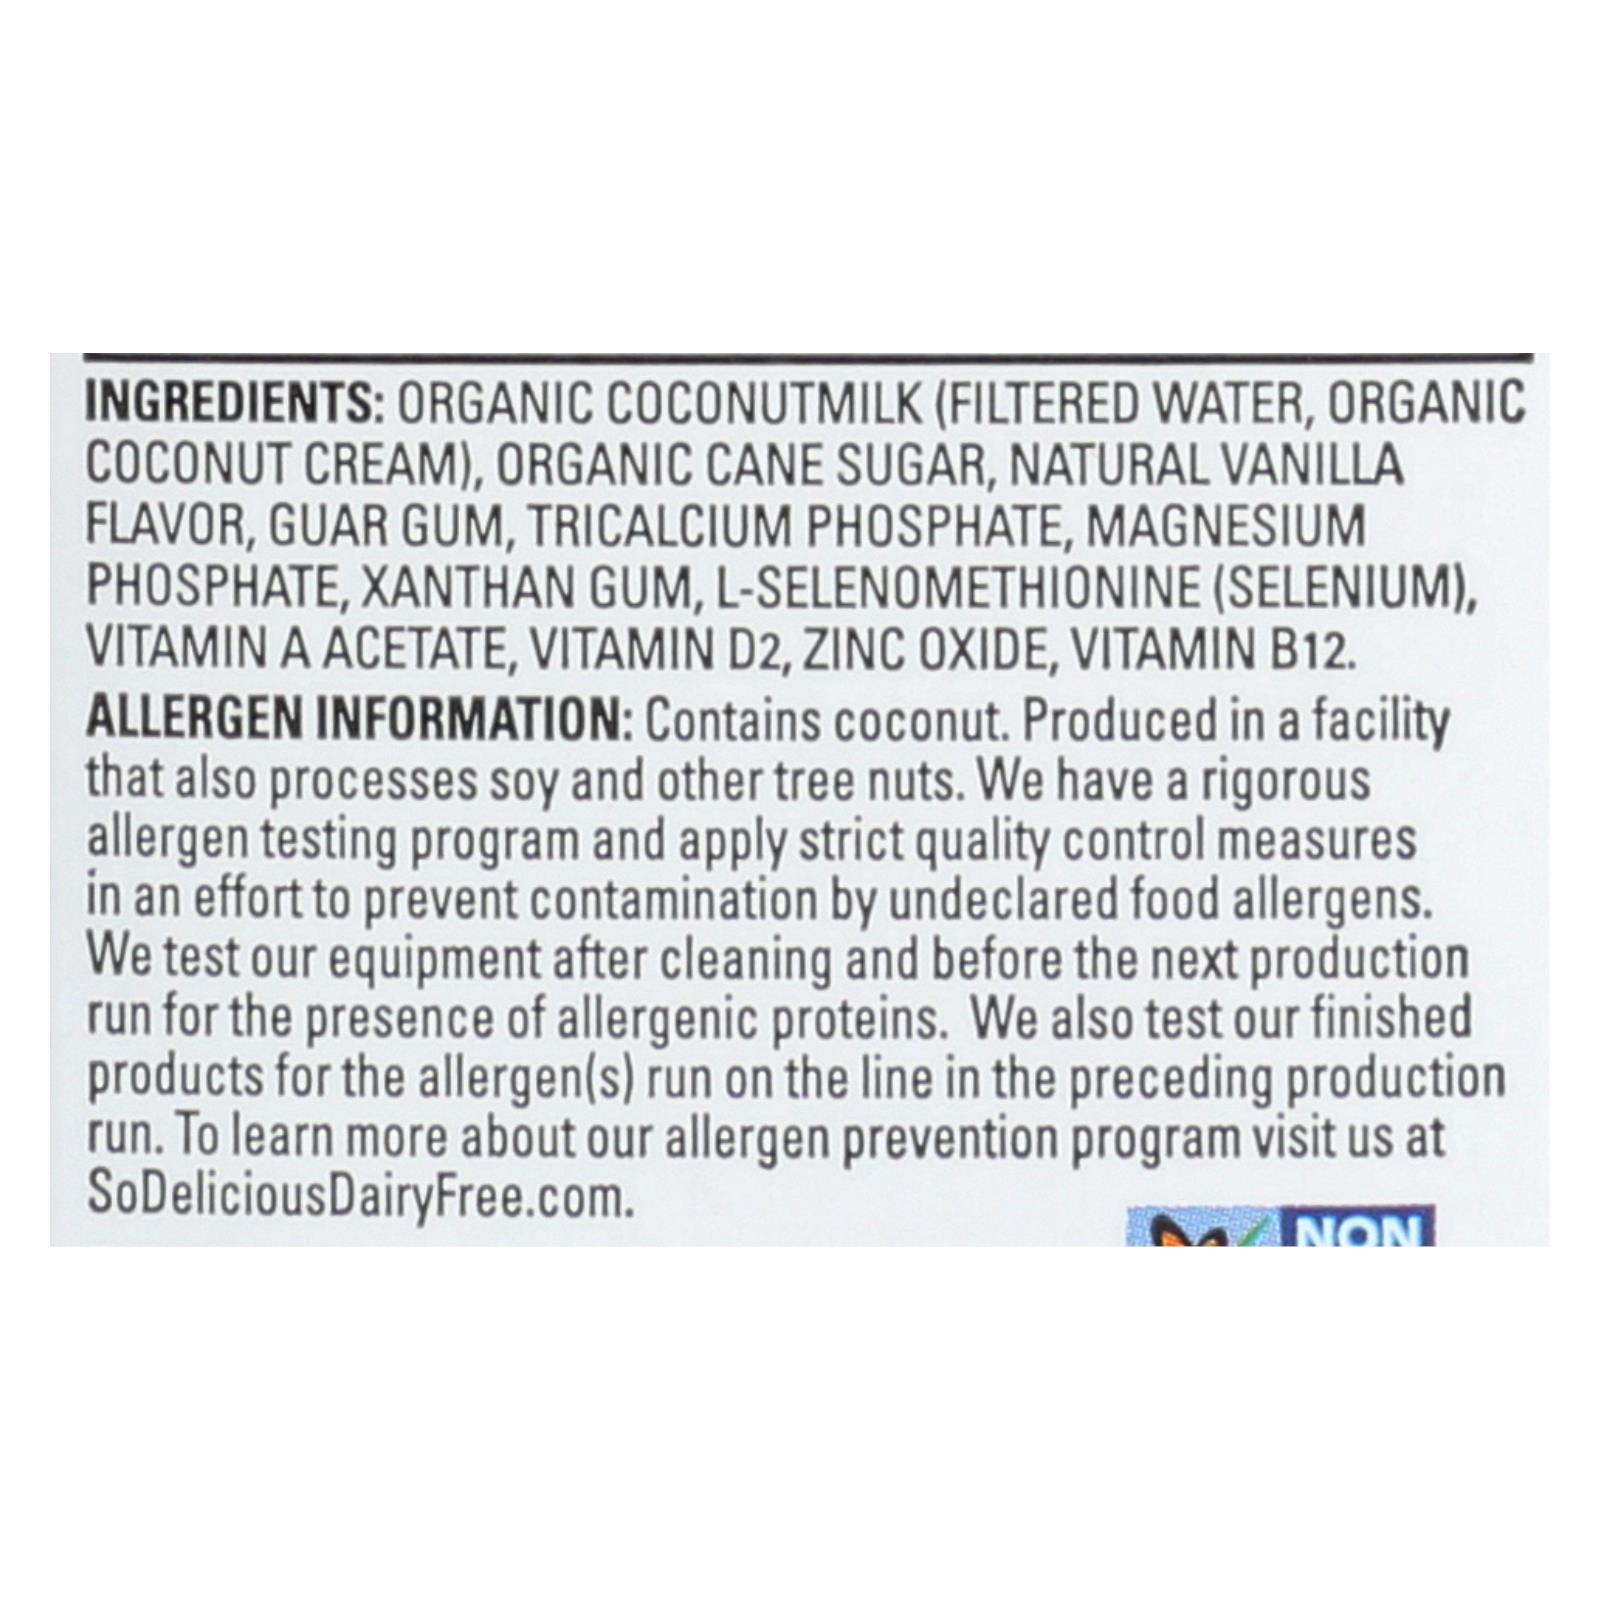 INGREDIENTS: ORGANIC COCONUTMILK (FILTERED WATER, ORGANIC
COCONUT CREAM), ORGANIC CANE SUGAR, NATURAL VANILLA
FLAVOR, GUAR GUM, TRICALCIUM PHOSPHATE, MAGNESIUM
PHOSPHATE, XANTHAN GUM, L-SELENOMETHIONINE (SELENIUM),
VITAMIN A ACETATE, VITAMIN D2, ZINC OXIDE, VITAMIN B12.
ALLERGEN INFORMATION: Contains coconut. Produced in a facility
that also processes soy and other tree nuts. We have a rigorous
allergen testing program and apply strict quality control measures
in an effort to prevent contamination by undeclared food allergens.
We test our equipment after cleaning and before the next production
run for the presence of allergenic proteins. We also test our finished
products for the allergen(s) run on the line in the preceding production
run. To learn more about our allergen prevention program visit us at
SoDeliciousDairyFree.com.
NON